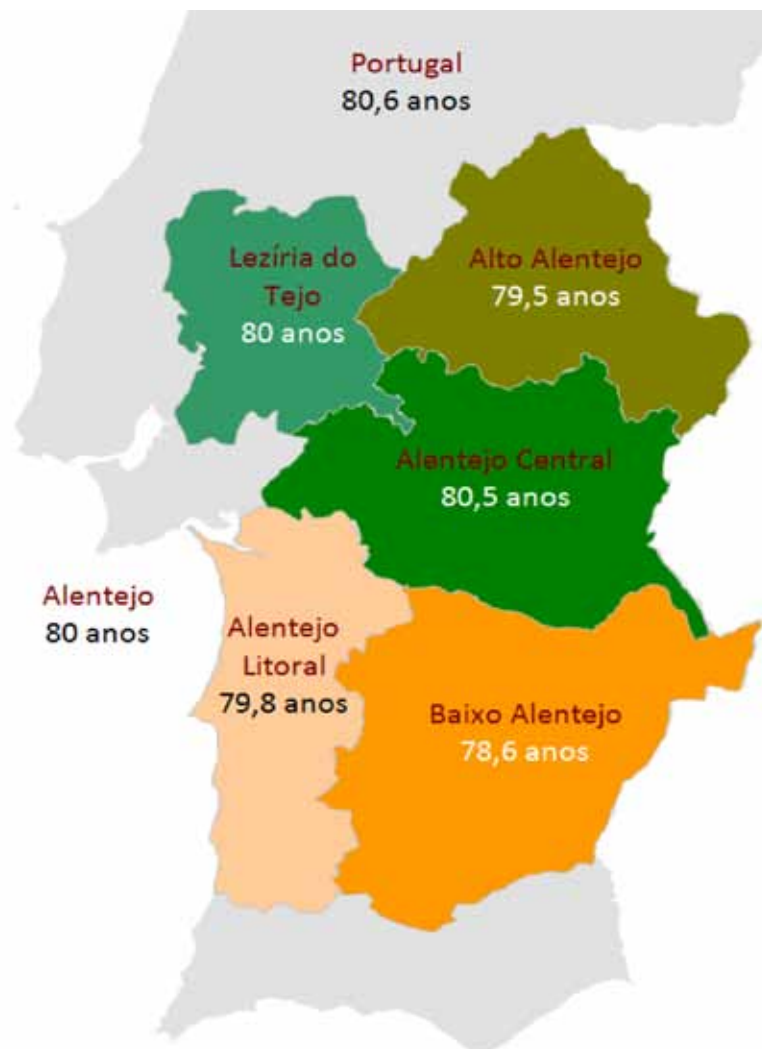 Portugal
80,6 anos
Lezíria do
Tejo
80 anos
Alto Alentejo
79,5 anos
Alentejo Central
80,5 anos
Alentejo
80 anos
Alentejo
Litoral
79,8 anos
Baixo Alentejo
78,6 anos